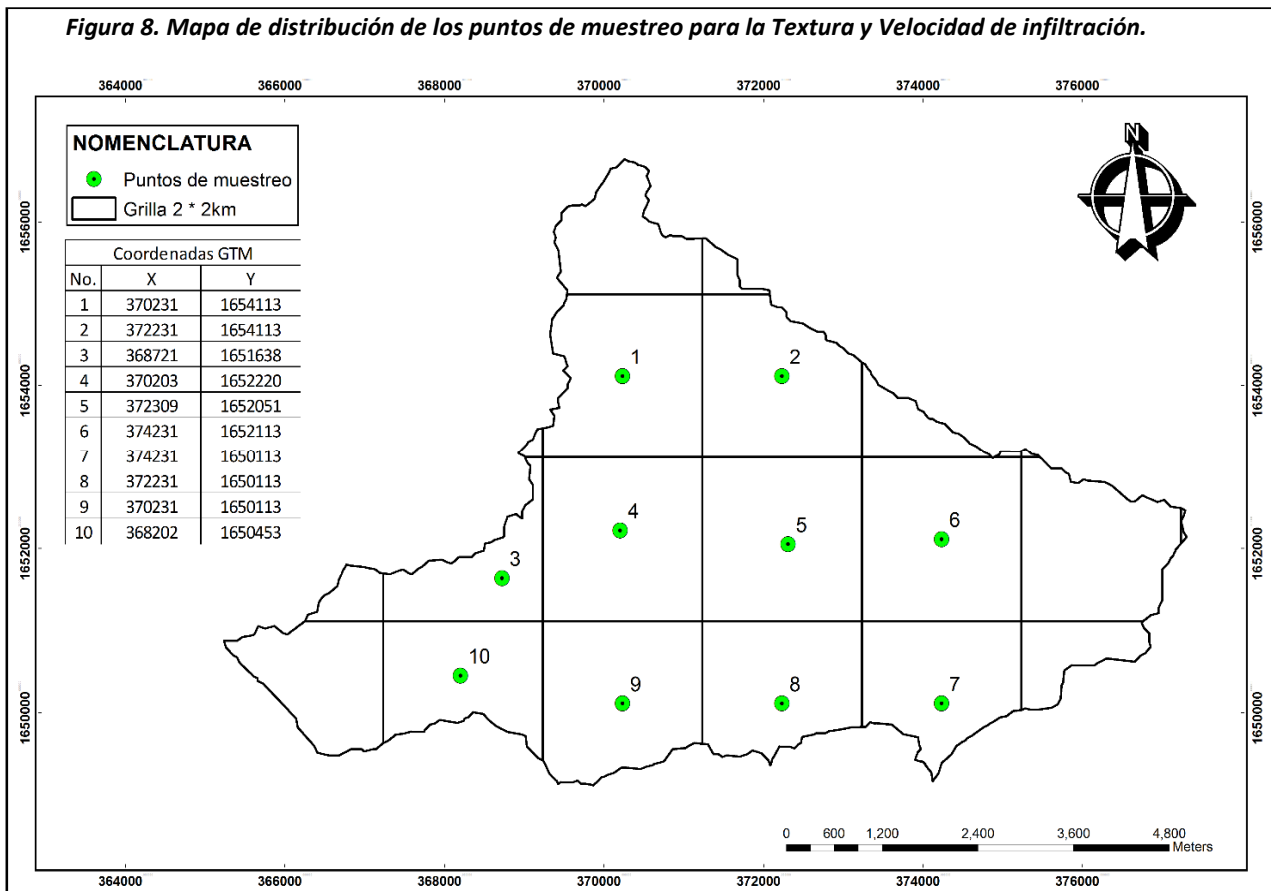 Figura 8. Mapa de distribución de los puntos de muestreo para la Textura y Velocidad de infiltración.
364000 366000 368000 370000 372000 374000 376000
NOMENCLATURA
Puntos de muestreo
Grilla 2 * 2km
Coordenadas GTM
No. X Y
1 370231 1654113
2 372231 1654113
3 368721 1651638
4 370203 1652220
5 372309 1652051
6 374231 1652113
7 374231 1650113
8 372231 1650113
9 370231 1650113
10 368202 1650453
N
1656000 1656000
1 2
1654000 1654000
4 5 6
1652000 1652000
3
10
9 8 7
1650000 1650000
0 600 1,200 2,400 3,600 4,800
Meters
364000 366000 368000 370000 372000 374000 376000